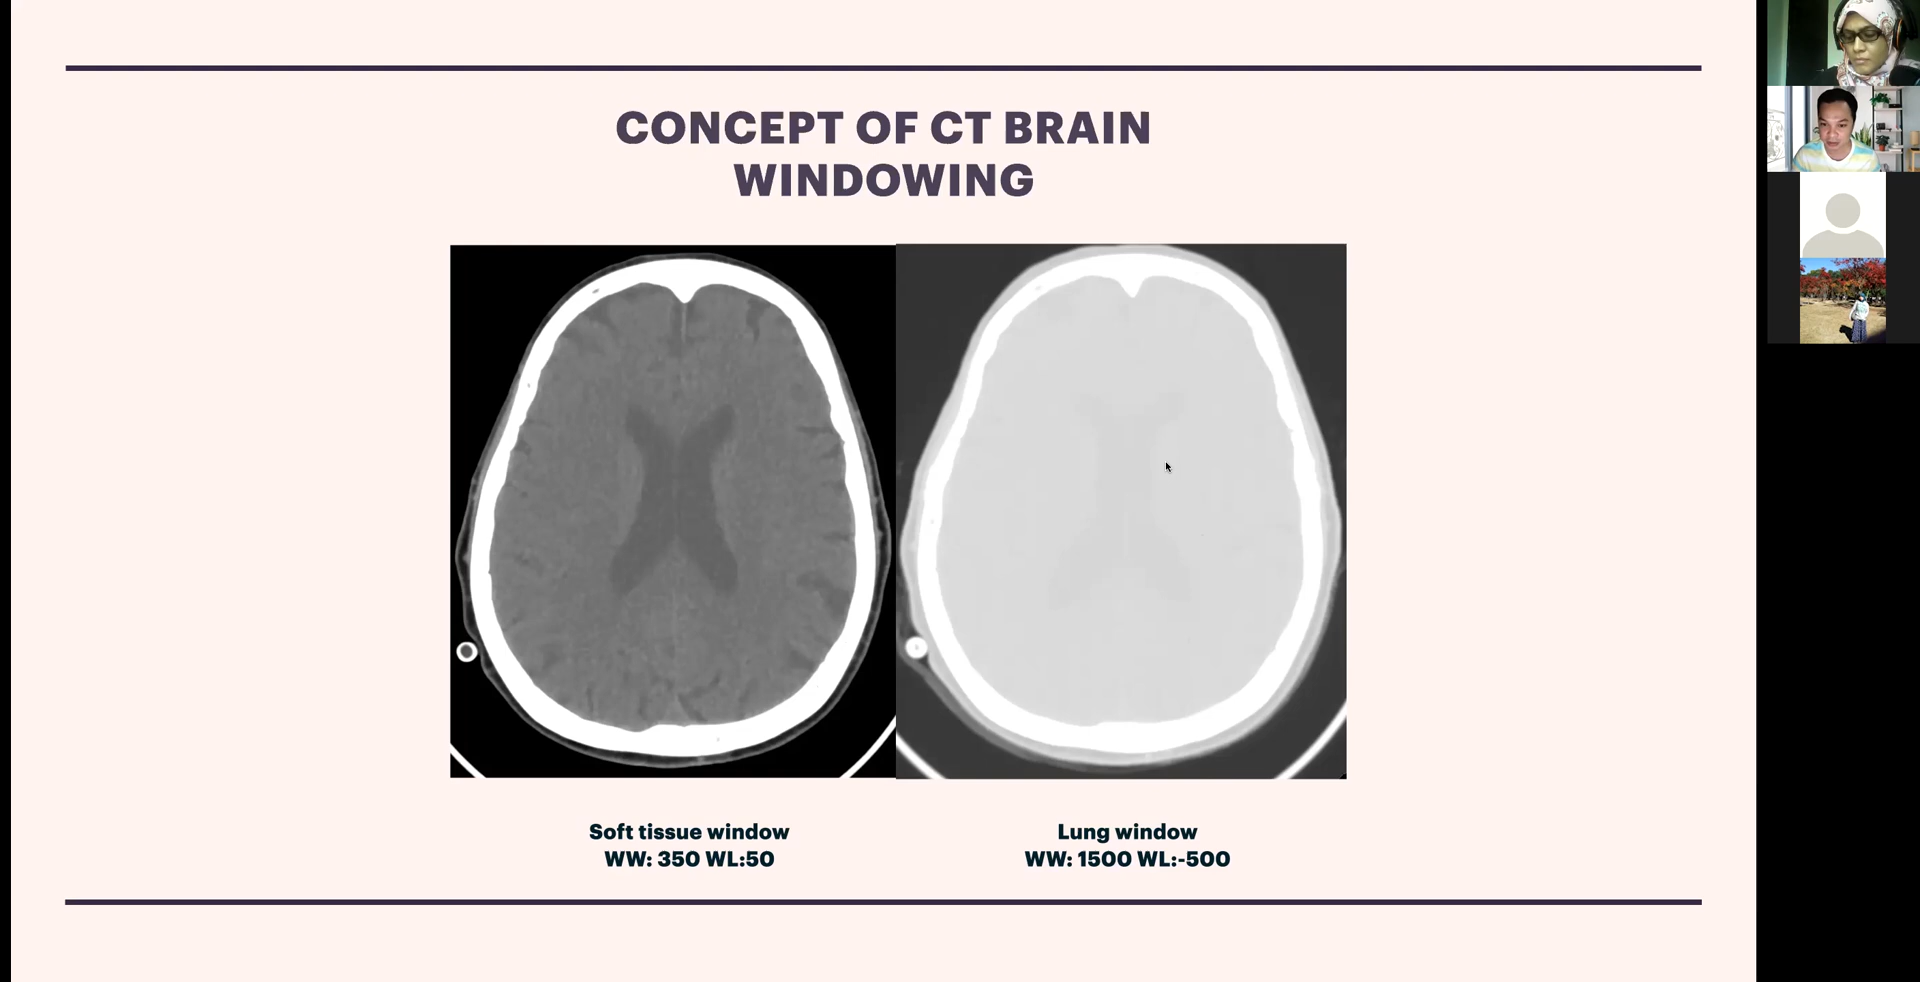 CONCEPT OF CT BRAIN
WINDOWING
Soft tissue window
WW: 350 WL:50
Lung window
WW: 1500 WL:-500